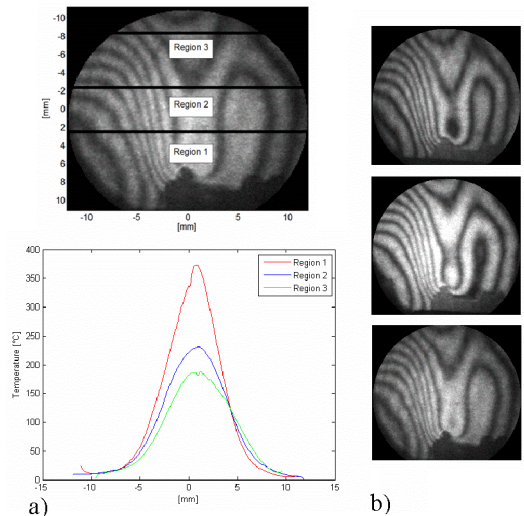 -10
-8
-6
-4
-2
0
2
4
6
8
10
[mm]
Region 3
Region 2
Region 1
-10 -5 0 5 10
[mm]
400
350
300
250
200
150
100
50
0
Temperature [°C]
Region 1
Region 2
Region 3
-15 -10 -5 0 5 10 15
[mm]
a)
b)